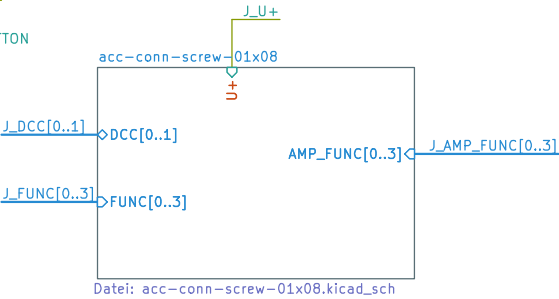 J_U+
TTON
acc-conn-screw-01x08
U+
J_DCC[0..1]
DCC[0..1]
AMP_FUNC[0..3]
J_AMP_FUNC[0..3]
J_FUNC[0..3]
FUNC[0..3]
Datei: acc-conn-screw-01x08.kicad_sch